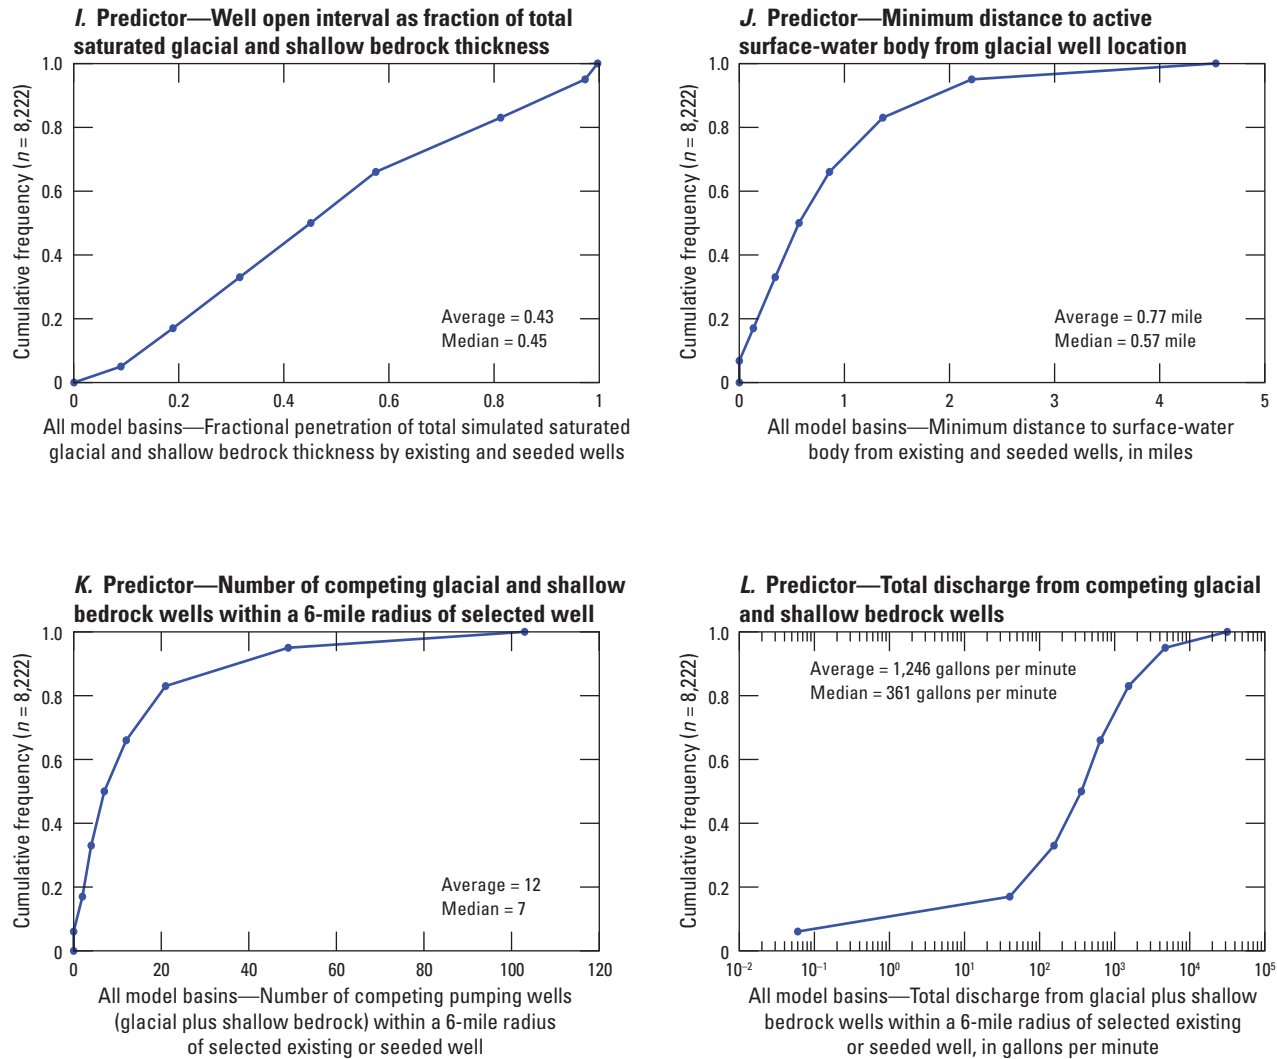 I. Predictor—Well open interval as fraction of total
saturated glacial and shallow bedrock thickness
1.0
0.8
0.6
0.4
0.2
0
Cumulative frequency (n = 8,222)
Average = 0.43
Median = 0.45
0 0.2 0.4 0.6 0.8 1
All model basins—Fractional penetration of total simulated saturated
glacial and shallow bedrock thickness by existing and seeded wells
J. Predictor—Minimum distance to active
surface-water body from glacial well location
1.0
0.8
0.6
0.4
0.2
0
Cumulative frequency (n = 8,222)
Average = 0.77 mile
Median = 0.57 mile
0 1 2 3 4 5
All model basins—Minimum distance to surface-water
body from existing and seeded wells, in miles
K. Predictor—Number of competing glacial and shallow
bedrock wells within a 6-mile radius of selected well
1.0
0.8
0.6
0.4
0.2
0
Cumulative frequency (n = 8,222)
Average = 12
Median = 7
0 20 40 60 80 100 120
All model basins—Number of competing pumping wells
(glacial plus shallow bedrock) within a 6-mile radius
of selected existing or seeded well
L. Predictor—Total discharge from competing glacial
and shallow bedrock wells
1.0
0.8
0.6
0.4
0.2
0
Cumulative frequency (n = 8,222)
Average = 1,246 gallons per minute
Median = 361 gallons per minute
10⁻² 10⁻¹ 10⁰ 10¹ 10² 10³ 10⁴ 10⁵
All model basins—Total discharge from glacial plus shallow
bedrock wells within a 6-mile radius of selected existing
or seeded well, in gallons per minute